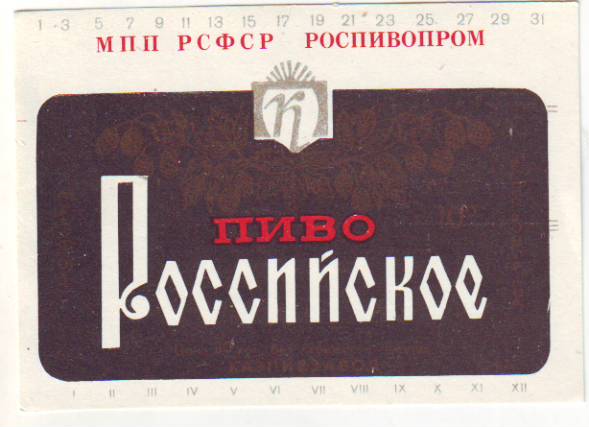 1 -3 5 7 9 11 13 15 17 19 21 23 25. 27 29 31
МПП РСФСР РОСПИВОПРОМ
К
ПИВО
РОССИЙСКОЕ
I II III IV V VI VII VIII IX X XI XII